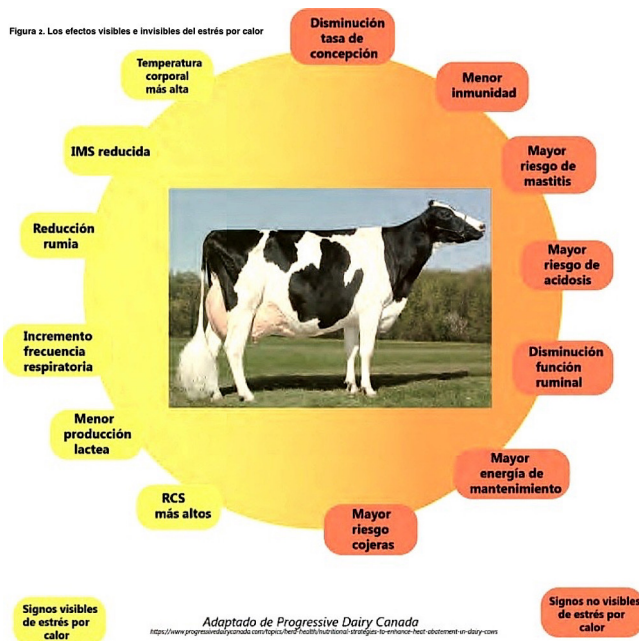 Figura 2. Los efectos visibles e invisibles del estrés por calor
Disminución
tasa de
concepción
Menor
inmunidad
Mayor
riesgo de
mastitis
Mayor
riesgo de
acidosis
Disminución
función
ruminal
Mayor
energía de
mantenimiento
Mayor
riesgo
cojeras
Temperatura
corporal
más alta
IMS reducida
Reducción
rumia
Incremento
frecuencia
respiratoria
Menor
producción
lactea
RCS
más altos
Signos visibles
de estrés por
calor
Signos no visibles
de estrés por
calor
Adaptado de Progressive Dairy Canada
https://www.progressivedairycanada.com/topics/herd-health/nutritional-strategies-to-enhance-heat-abatement-in-dairy-cows